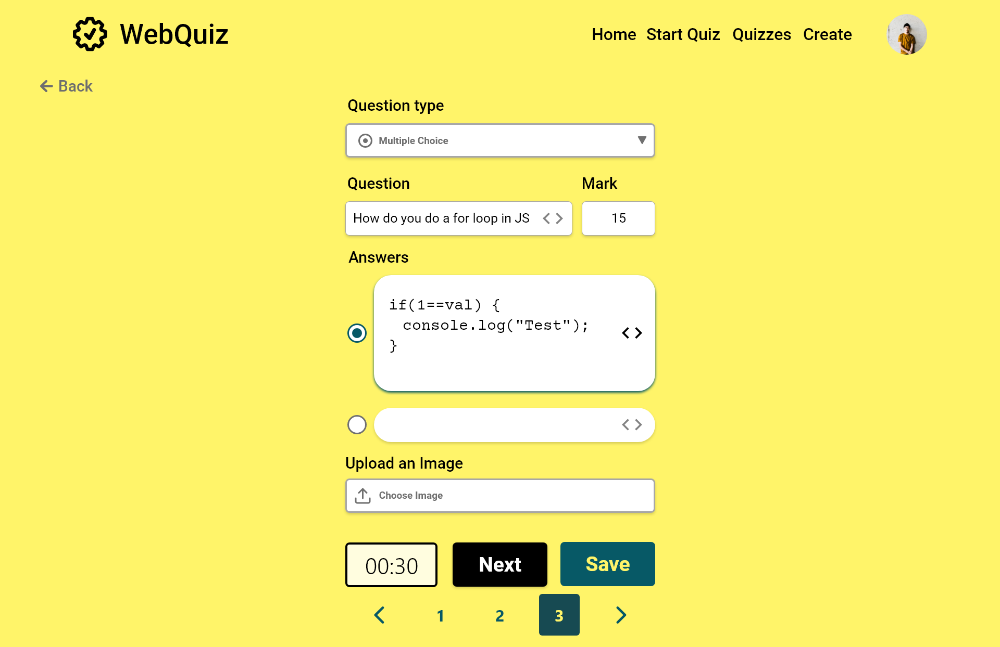 WebQuiz
Home Start Quiz Quizzes Create
Back
Question type
Multiple Choice
Question Mark
How do you do a for loop in JS < > 15
Answers
if(1==val) {
console.log("Test");
}
< >
< >
Upload an Image
Choose Image
00:30 Next Save
1 2 3